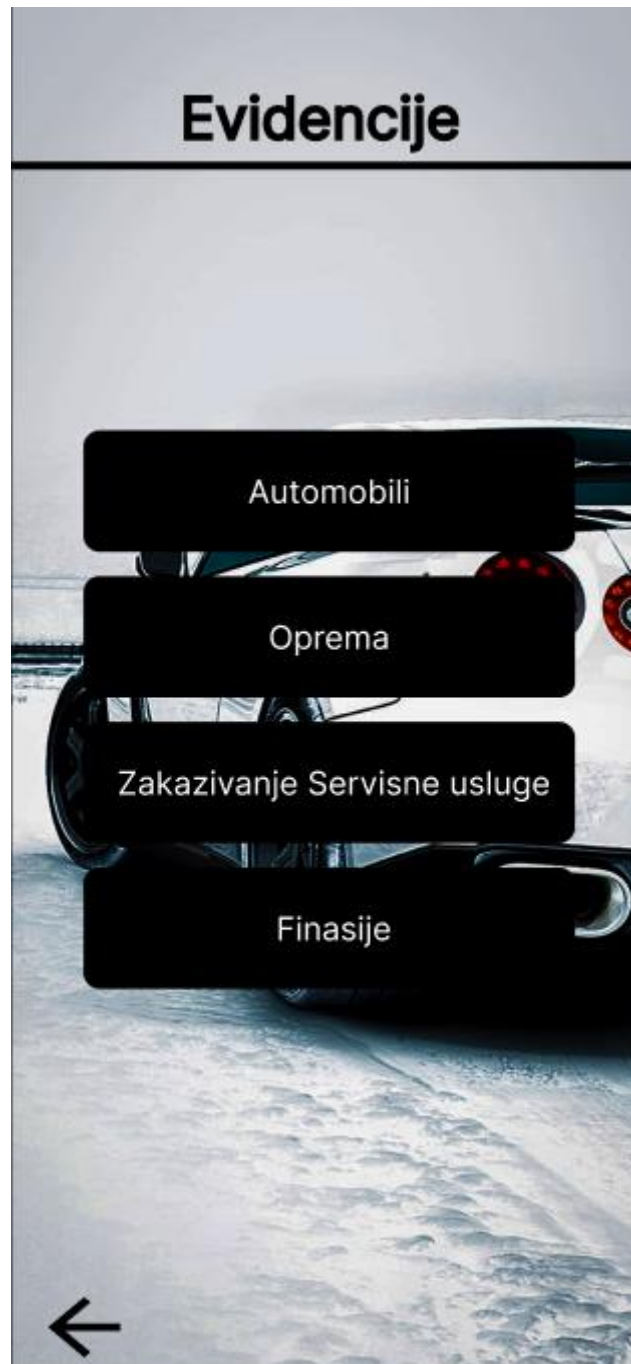 Evidencije
Automobili
Oprema
Zakazivanje Servisne usluge
Finasije